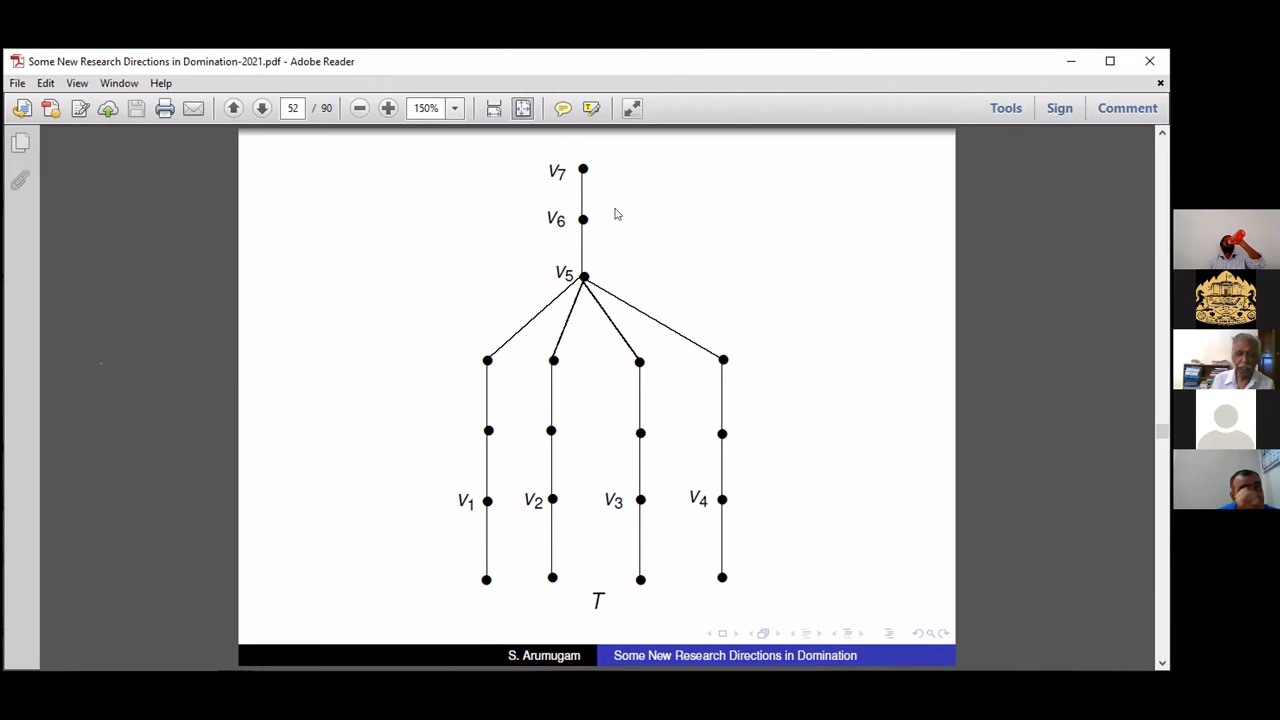 Some New Research Directions in Domination-2021.pdf - Adobe Reader
File Edit View Window Help
52 / 90 150% Tools Sign Comment
V7
V6
V5
V1 V2 V3 V4
T
S. Arumugam Some New Research Directions in Domination